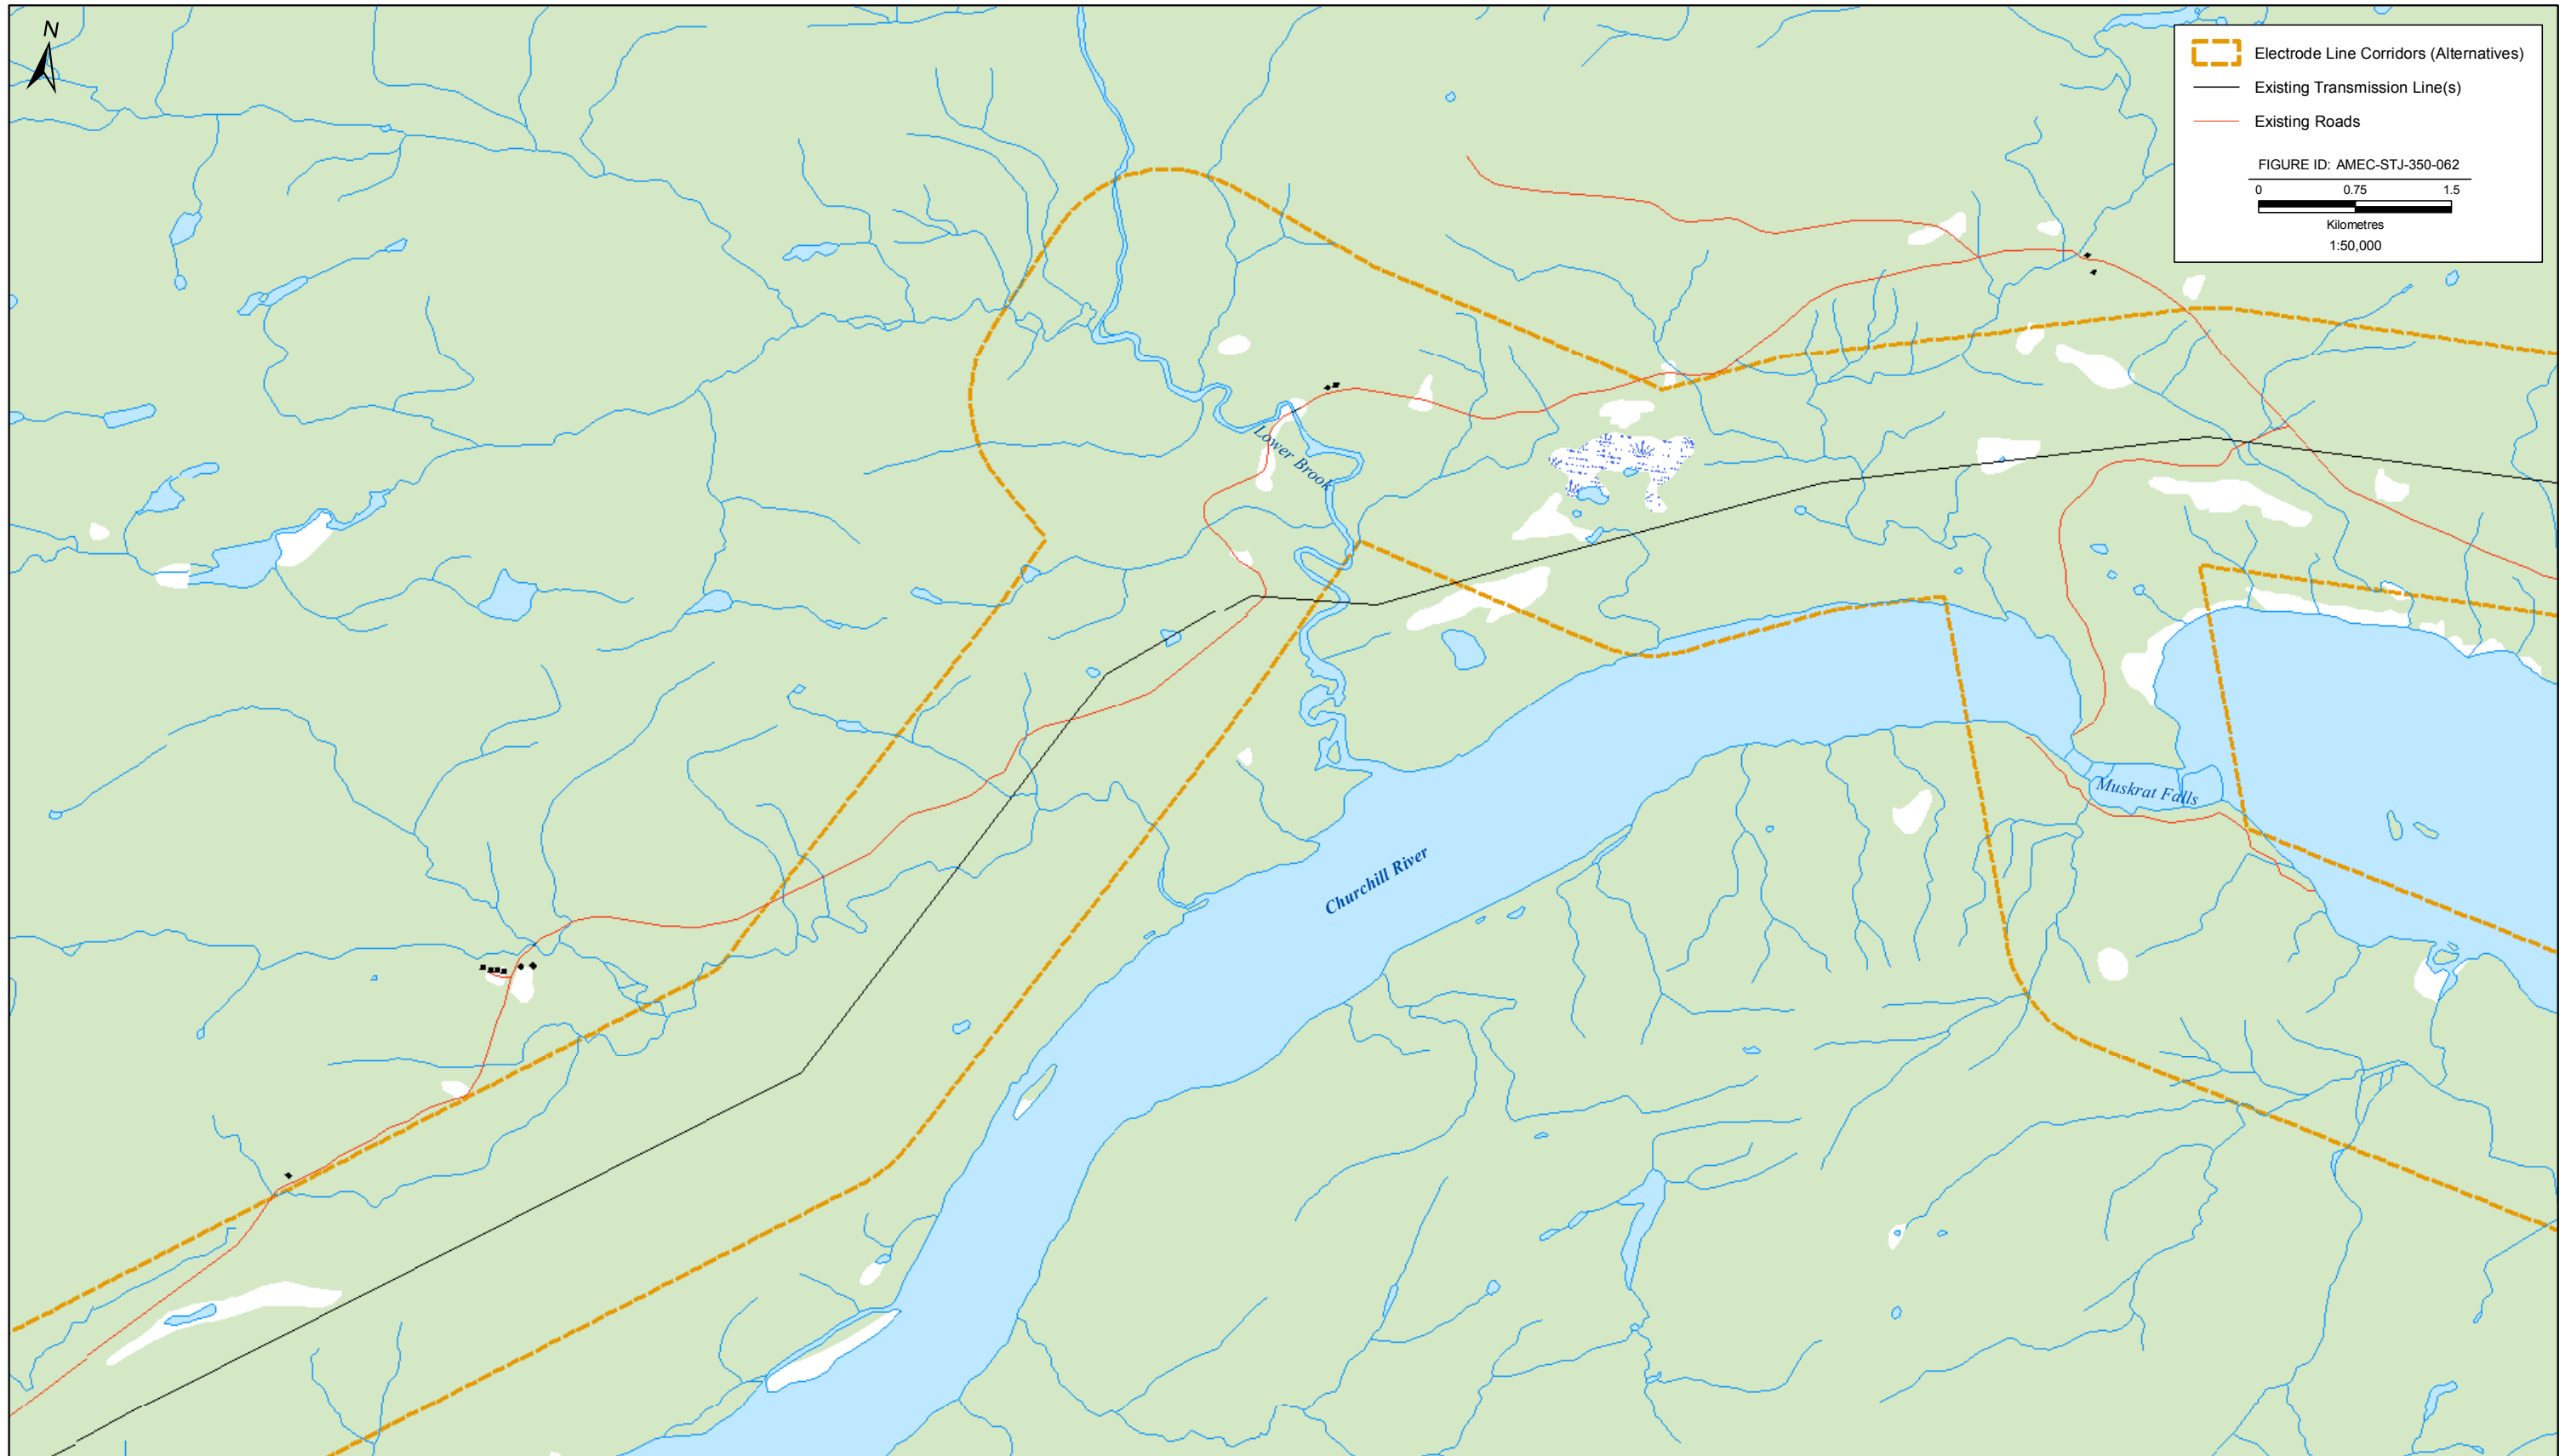 N
Electrode Line Corridors (Alternatives)
Existing Transmission Line(s)
Existing Roads
FIGURE ID: AMEC-STJ-350-062
0 0.75 1.5
Kilometres
1:50,000
Lower Brook
Muskrat Falls
Churchill River